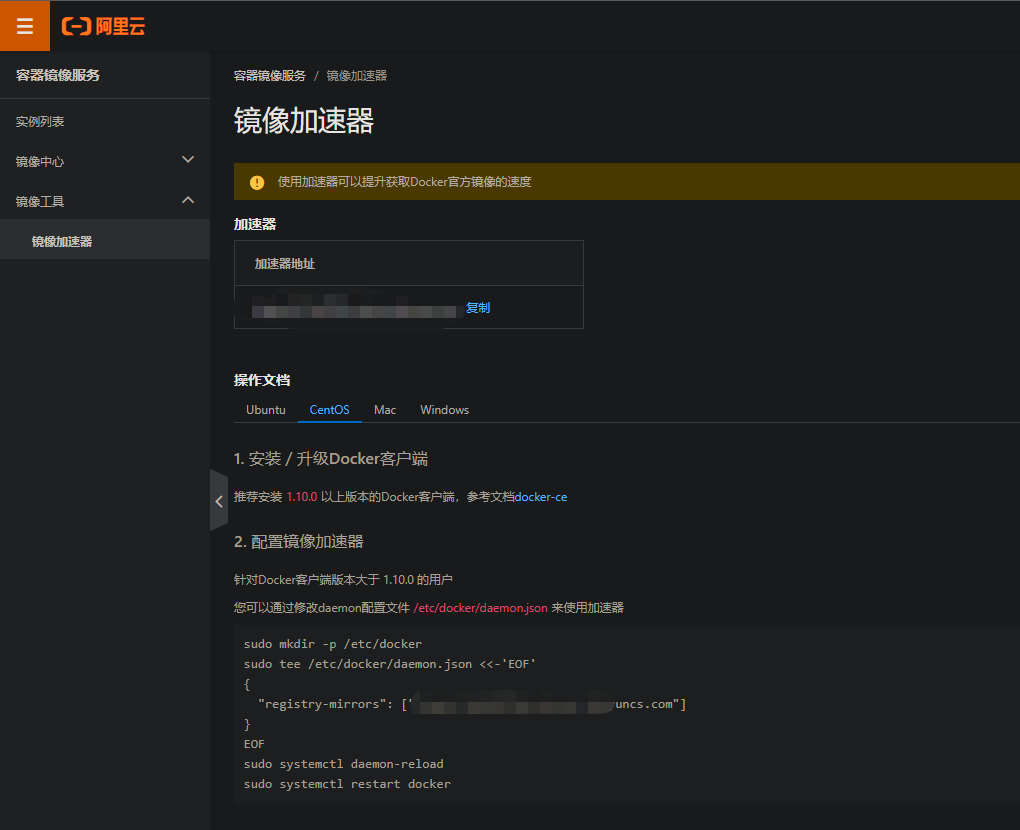 阿里云
容器镜像服务
实例列表
镜像中心
镜像工具
镜像加速器
容器镜像服务 / 镜像加速器
镜像加速器
使用加速器可以提升获取Docker官方镜像的速度
加速器
加速器地址
复制
操作文档
Ubuntu CentOS Mac Windows
1. 安装 / 升级Docker客户端
推荐安装 1.10.0 以上版本的Docker客户端，参考文档docker-ce
2. 配置镜像加速器
针对Docker客户端版本大于 1.10.0 的用户
您可以通过修改daemon配置文件 /etc/docker/daemon.json 来使用加速器
sudo mkdir -p /etc/docker
sudo tee /etc/docker/daemon.json <<-'EOF'
{
"registry-mirrors": [" uncs.com"]
}
EOF
sudo systemctl daemon-reload
sudo systemctl restart docker